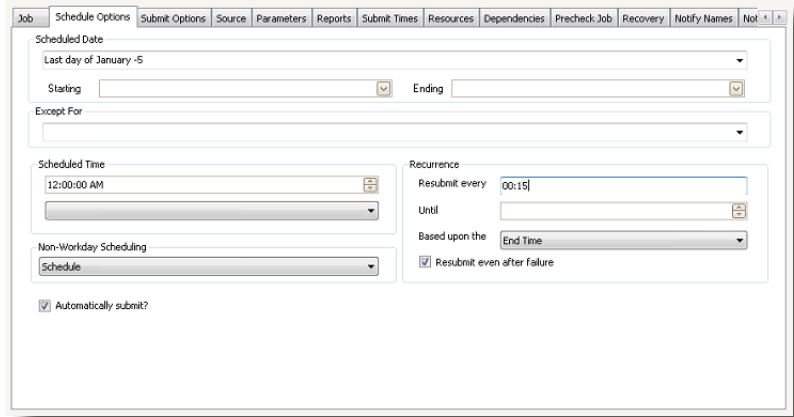 Job Schedule Options Submit Options Source Parameters Reports Submit Times Resources Dependencies Precheck Job Recovery Notify Names Not
Scheduled Date
Last day of January -5
Starting Ending
Except For
Scheduled Time
12:00:00 AM
Recurrence
Resubmit every 00:15
Until
Based upon the End Time
Resubmit even after failure
Non-Workday Scheduling
Schedule
Automatically submit?